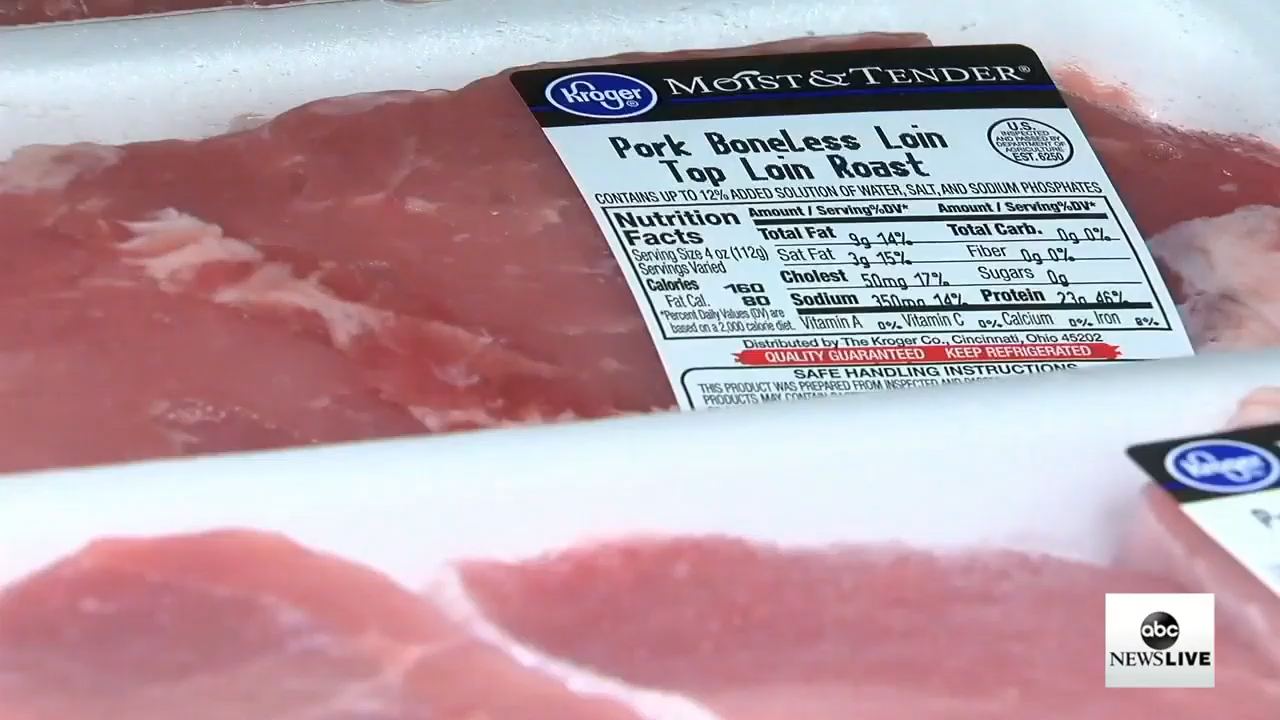 Kroger® MOIST & TENDER®
Pork BoneLess Loin
Top Loin Roast
U.S.
INSPECTED
AND PASSED BY
DEPARTMENT OF
AGRICULTURE
EST. 6250
CONTAINS UP TO 12% ADDED SOLUTION OF WATER, SALT, AND SODIUM PHOSPHATES
Nutrition
Facts
Serving Size 4 oz (112g)
Servings Varied
Calories 160
Fat Cal. 80
*Percent Daily Values (DV) are
based on a 2,000 calorie diet.
Amount / Serving %DV* Amount / Serving %DV*
Total Fat 9g 14% Total Carb. 0g 0%
Sat Fat 3g 15% Fiber 0g 0%
Cholest 50mg 17% Sugars 0g
Sodium 350mg 14% Protein 23g 46%
Vitamin A 0% Vitamin C 0% Calcium 0% Iron 8%
Distributed by The Kroger Co., Cincinnati, Ohio 45202
QUALITY GUARANTEED KEEP REFRIGERATED
SAFE HANDLING INSTRUCTIONS
THIS PRODUCT WAS PREPARED FROM INSPECTED AND
PRODUCTS MAY CONTAIN
Kroger
abc
NEWSLIVE